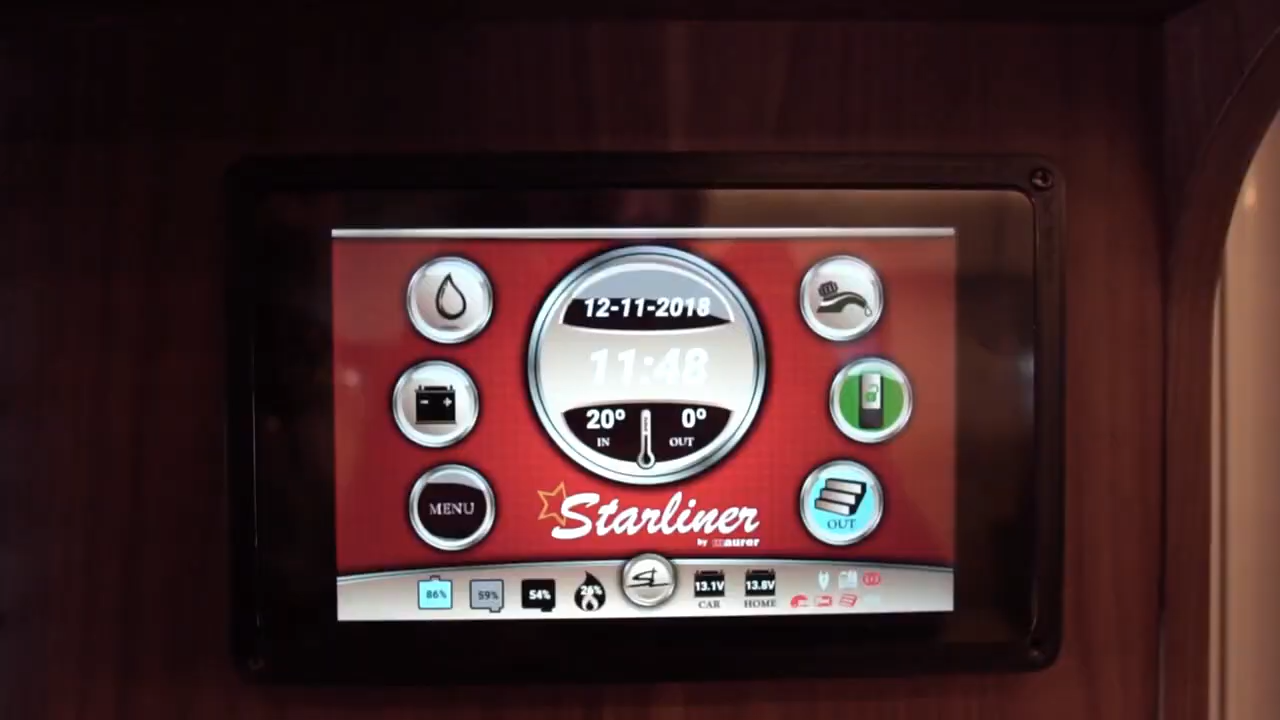 12-11-2018
11:48
20° 0°
IN OUT
MENU
Starliner
by maurer
OUT
86% 59% 54% 26% 13.1V 13.8V
CAR HOME